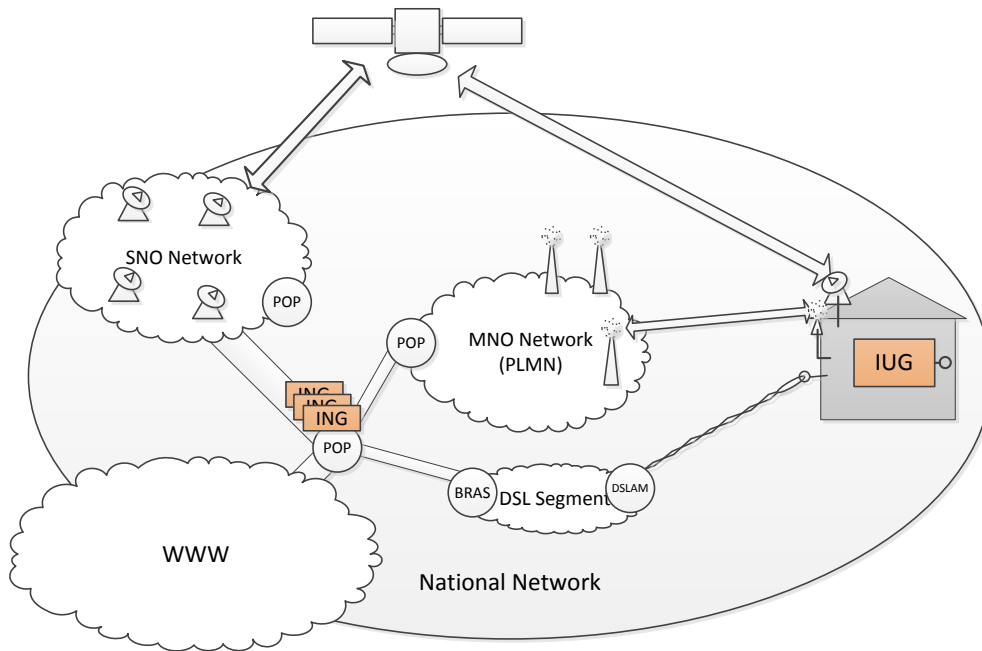 SNO Network
POP
MNO Network
(PLMN)
POP
IUG
ING
ING
ING
POP
BRAS
DSL Segment
DSLAM
WWW
National Network